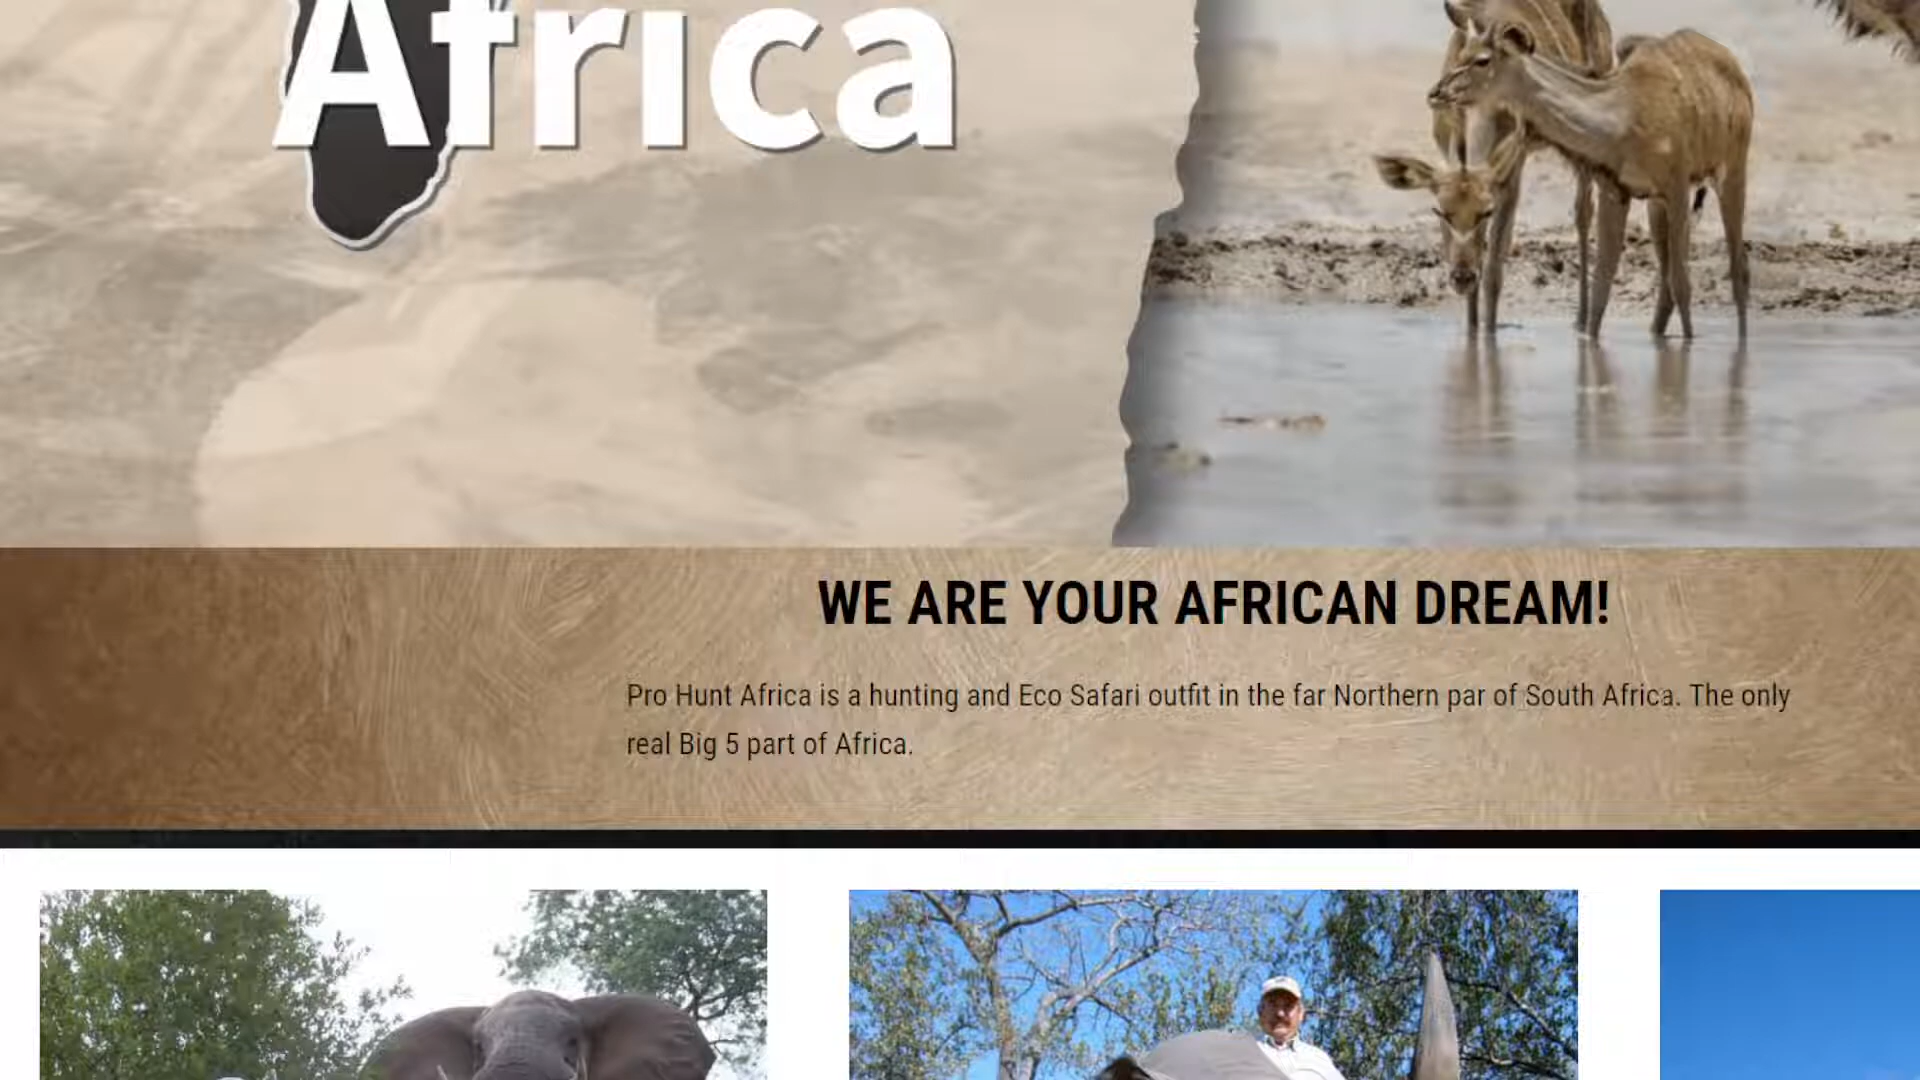 Africa
WE ARE YOUR AFRICAN DREAM!
Pro Hunt Africa is a hunting and Eco Safari outfit in the far Northern par of South Africa. The only
real Big 5 part of Africa.